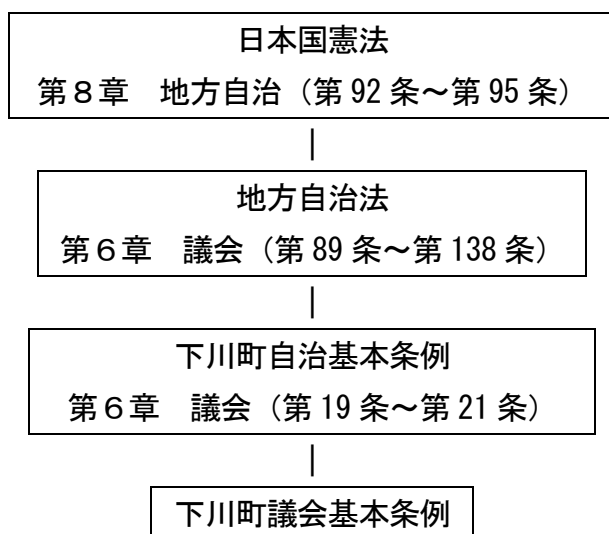 日本国憲法
第８章　地方自治（第 92 条～第 95 条）
地方自治法
第６章　議会（第 89 条～第 138 条）
下川町自治基本条例
第６章　議会（第 19 条～第 21 条）
下川町議会基本条例